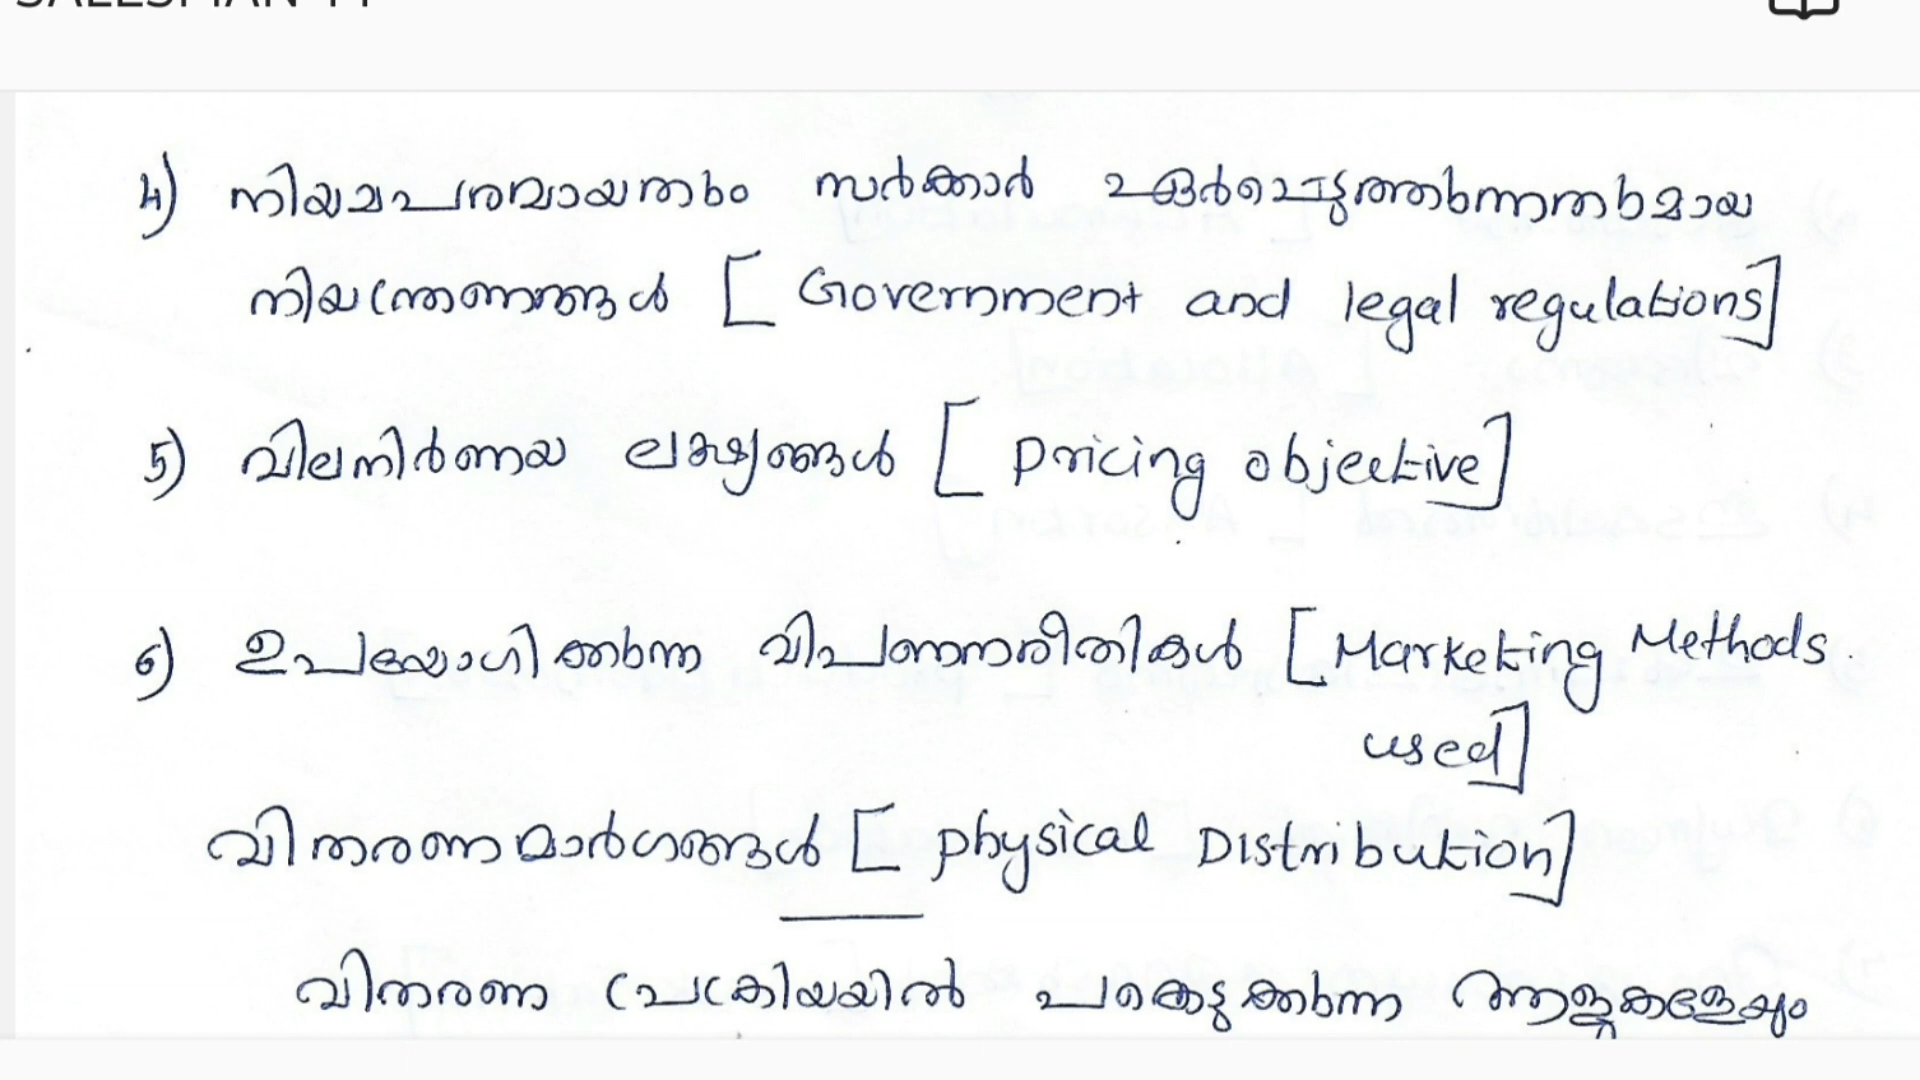 4) നിയമപരവായതും സർക്കാർ ഏർപ്പെടുത്തുന്നതുമായ
നിയന്ത്രണങ്ങൾ [ Government and legal regulations]
5) വിലനിർണയ ലക്ഷ്യങ്ങൾ [ pricing objective]
6) ഉപയോഗിക്കുന്ന വിപണനരീതികൾ [Marketing Methods
used]
വിതരണമാർഗങ്ങൾ [ physical Distribution]
വിതരണ പ്രക്രിയയിൽ പങ്കെടുക്കുന്ന ആളുകളേയും